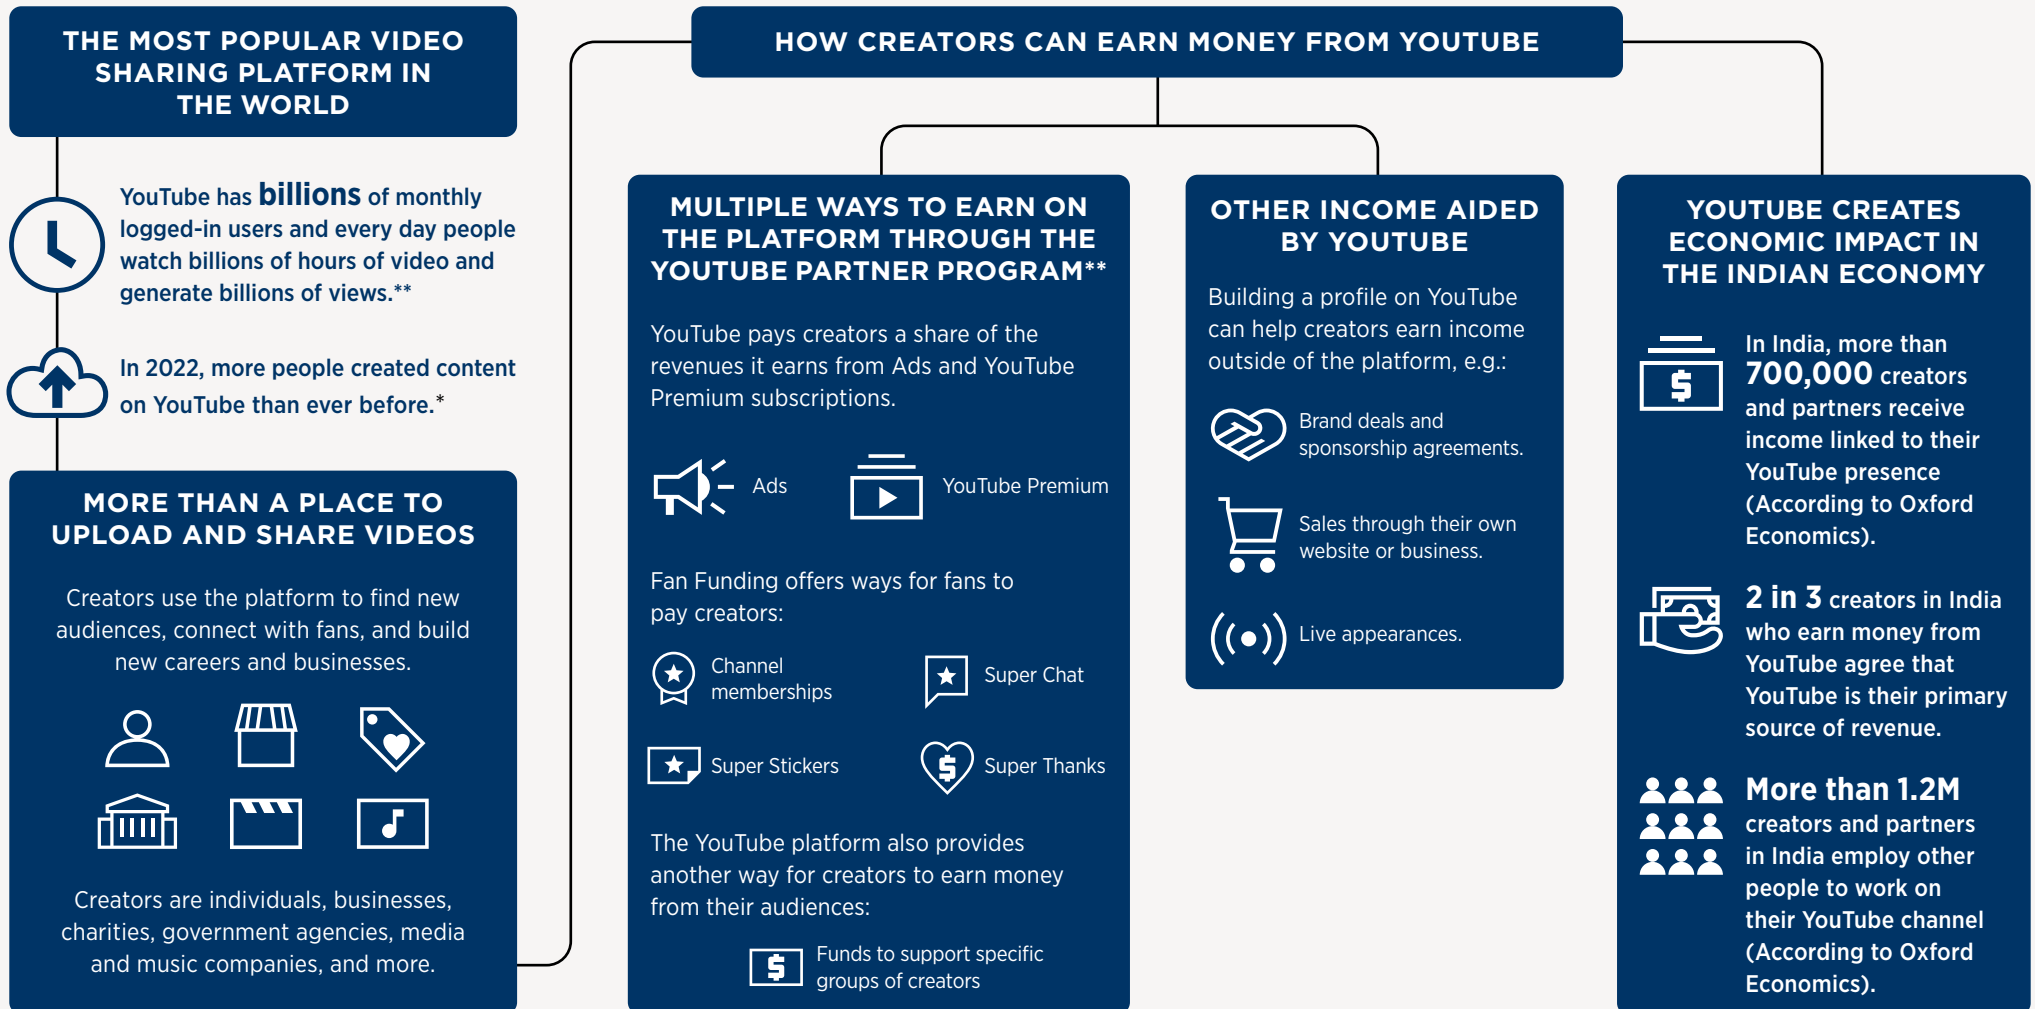 THE MOST POPULAR VIDEO
SHARING PLATFORM IN
THE WORLD
YouTube has billions of monthly
logged-in users and every day people
watch billions of hours of video and
generate billions of views.**
In 2022, more people created content
on YouTube than ever before.*
MORE THAN A PLACE TO
UPLOAD AND SHARE VIDEOS
Creators use the platform to find new
audiences, connect with fans, and build
new careers and businesses.
Creators are individuals, businesses,
charities, government agencies, media
and music companies, and more.
HOW CREATORS CAN EARN MONEY FROM YOUTUBE
MULTIPLE WAYS TO EARN ON
THE PLATFORM THROUGH THE
YOUTUBE PARTNER PROGRAM**
YouTube pays creators a share of the
revenues it earns from Ads and YouTube
Premium subscriptions.
Ads
YouTube Premium
Fan Funding offers ways for fans to
pay creators:
Channel
memberships
Super Chat
Super Stickers
$
Super Thanks
The YouTube platform also provides
another way for creators to earn money
from their audiences:
$
Funds to support specific
groups of creators
OTHER INCOME AIDED
BY YOUTUBE
Building a profile on YouTube
can help creators earn income
outside of the platform, e.g.:
Brand deals and
sponsorship agreements.
Sales through their own
website or business.
Live appearances.
YOUTUBE CREATES
ECONOMIC IMPACT IN
THE INDIAN ECONOMY
$
In India, more than
700,000 creators
and partners receive
income linked to their
YouTube presence
(According to Oxford
Economics).
2 in 3 creators in India
who earn money from
YouTube agree that
YouTube is their primary
source of revenue.
More than 1.2M
creators and partners
in India employ other
people to work on
their YouTube channel
(According to Oxford
Economics).